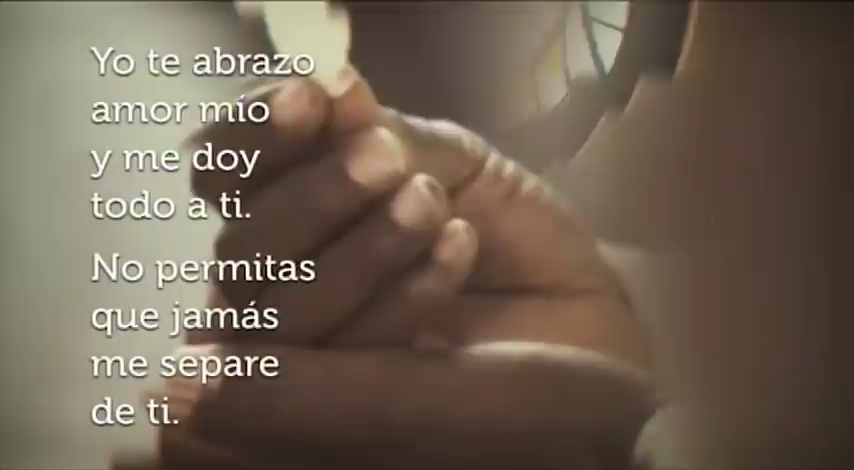 Yo te abrazo
amor mío
y me doy
todo a ti.
No permitas
que jamás
me separe
de ti.